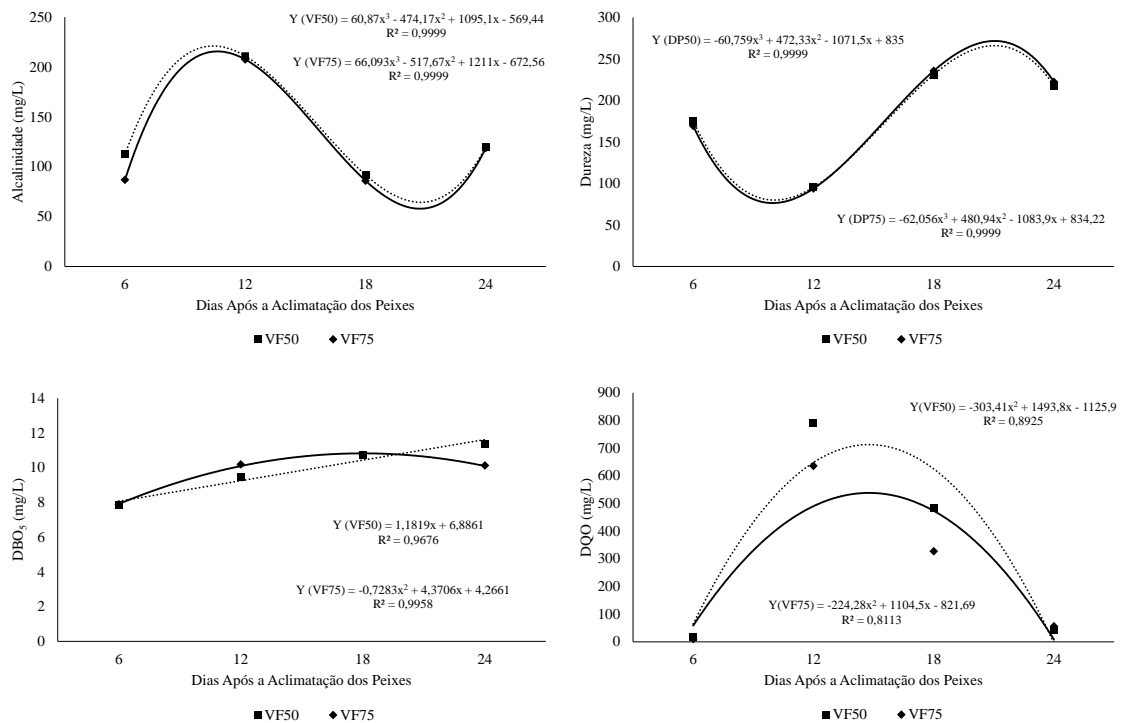 Y (VF50) = 60,87x³ - 474,17x² + 1095,1x - 569,44
R² = 0,9999
Y (VF75) = 66,093x³ - 517,67x² + 1211x - 672,56
R² = 0,9999
Alcalinidade (mg/L)
250
200
150
100
50
0
6 12 18 24
Dias Após a Aclimatação dos Peixes
VF50 VF75
Y (DP50) = -60,759x³ + 472,33x² - 1071,5x + 835
R² = 0,9999
Y (DP75) = -62,056x³ + 480,94x² - 1083,9x + 834,22
R² = 0,9999
Dureza (mg/L)
300
250
200
150
100
50
0
6 12 18 24
Dias Após a Aclimatação dos Peixes
VF50 VF75
DBO₅ (mg/L)
14
12
10
8
6
4
2
0
Y (VF50) = 1,1819x + 6,8861
R² = 0,9676
Y (VF75) = -0,7283x² + 4,3706x + 4,2661
R² = 0,9958
6 12 18 24
Dias Após a Aclimatação dos Peixes
VF50 VF75
DQO (mg/L)
900
800
700
600
500
400
300
200
100
0
Y(VF50) = -303,41x² + 1493,8x - 1125,9
R² = 0,8925
Y(VF75) = -224,28x² + 1104,5x - 821,69
R² = 0,8113
6 12 18 24
Dias Após a Aclimatação dos Peixes
VF50 VF75